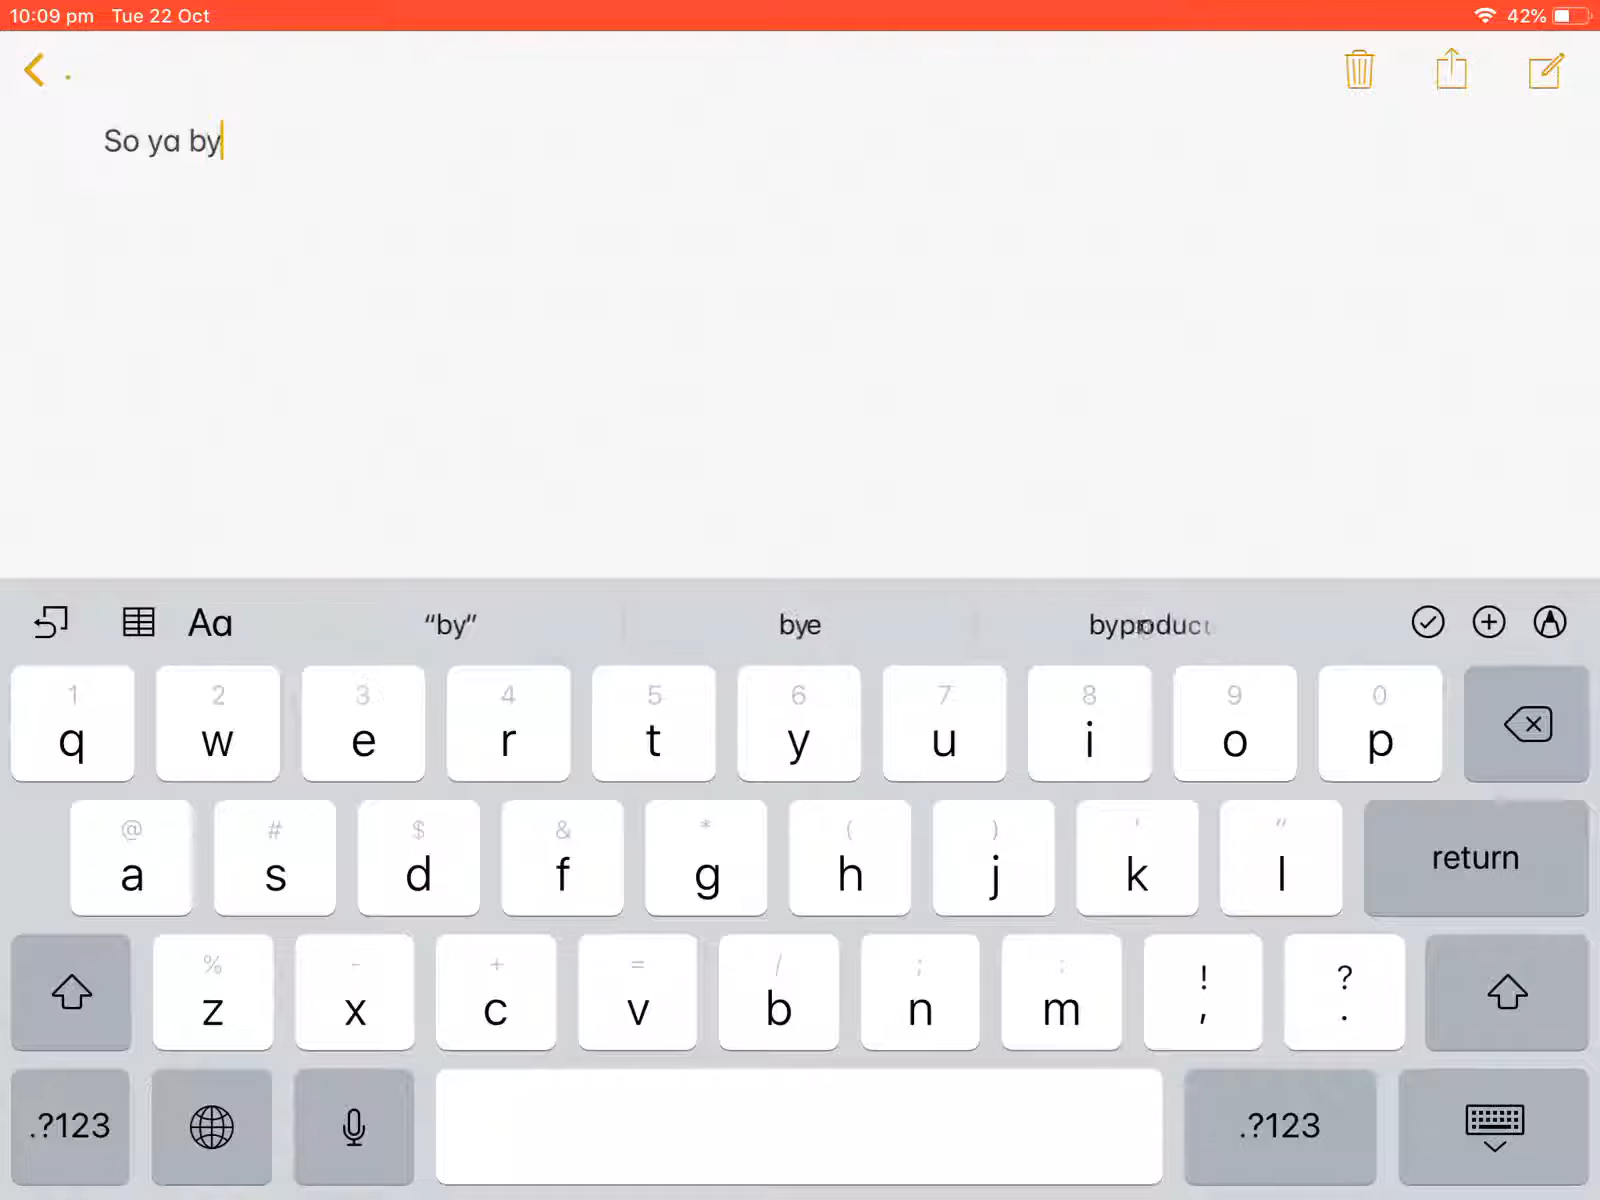 10:09 pm Tue 22 Oct 42%
.
So ya by
Aa "by" bye
1 2 3 4 5 6 7 8 9 0
q w e r t y u i o p
@ # $ & * ( ) ' "
a s d f g h j k l return
% - + = / ; : ! ?
z x c v b n m , .
.?123 .?123